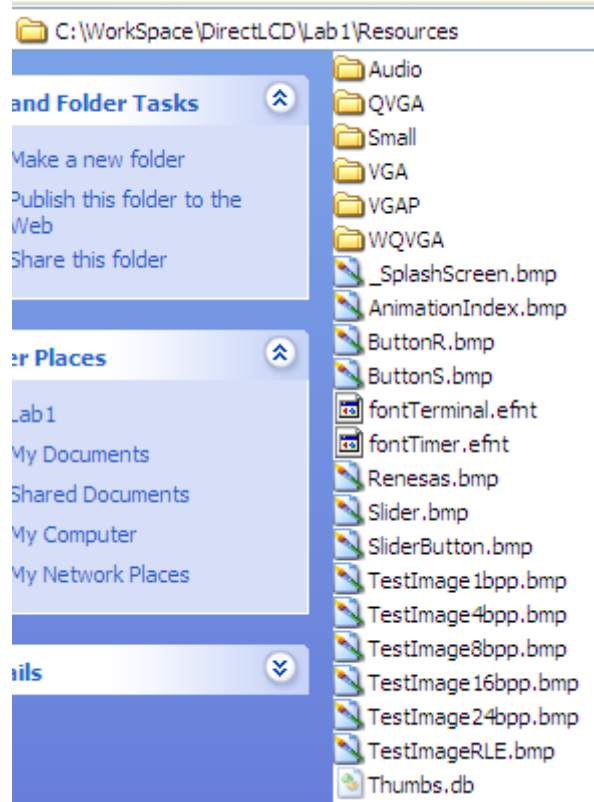 C:\WorkSpace\DirectLCD\Lab1\Resources
and Folder Tasks
Make a new folder
Publish this folder to the
Web
Share this folder
er Places
Lab1
My Documents
Shared Documents
My Computer
My Network Places
ails
Audio
QVGA
Small
VGA
VGAP
WQVGA
_SplashScreen.bmp
AnimationIndex.bmp
ButtonR.bmp
ButtonS.bmp
fontTerminal.efnt
fontTimer.efnt
Renesas.bmp
Slider.bmp
SliderButton.bmp
TestImage1bpp.bmp
TestImage4bpp.bmp
TestImage8bpp.bmp
TestImage16bpp.bmp
TestImage24bpp.bmp
TestImageRLE.bmp
Thumbs.db